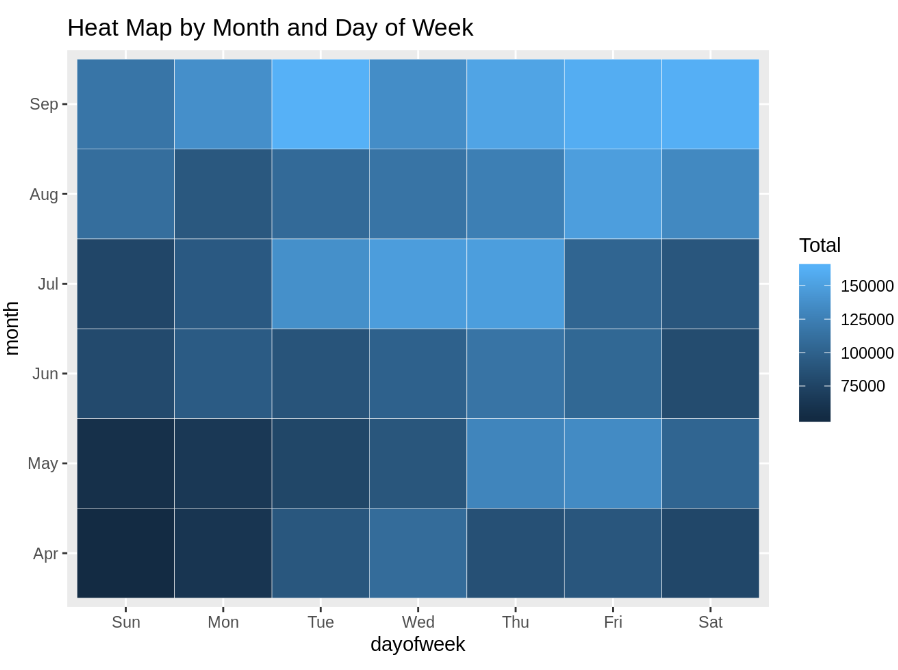 Heat Map by Month and Day of Week
month
Sep
Aug
Jul
Jun
May
Apr
Sun Mon Tue Wed Thu Fri Sat
dayofweek
Total
150000
125000
100000
75000